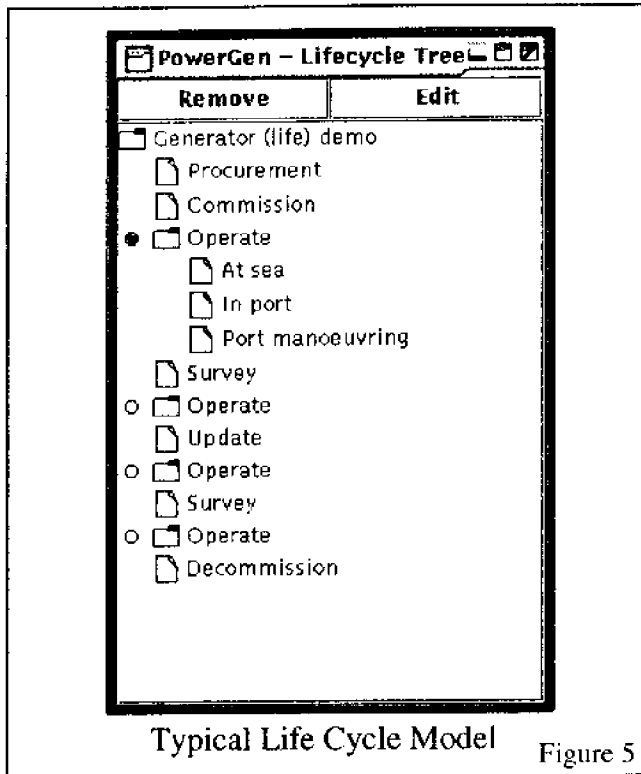 PowerGen – Lifecycle Tree
Remove Edit
Generator (life) demo
Procurement
Commission
Operate
At sea
In port
Port manoeuvring
Survey
Operate
Update
Operate
Survey
Operate
Decommission
Typical Life Cycle Model
Figure 5